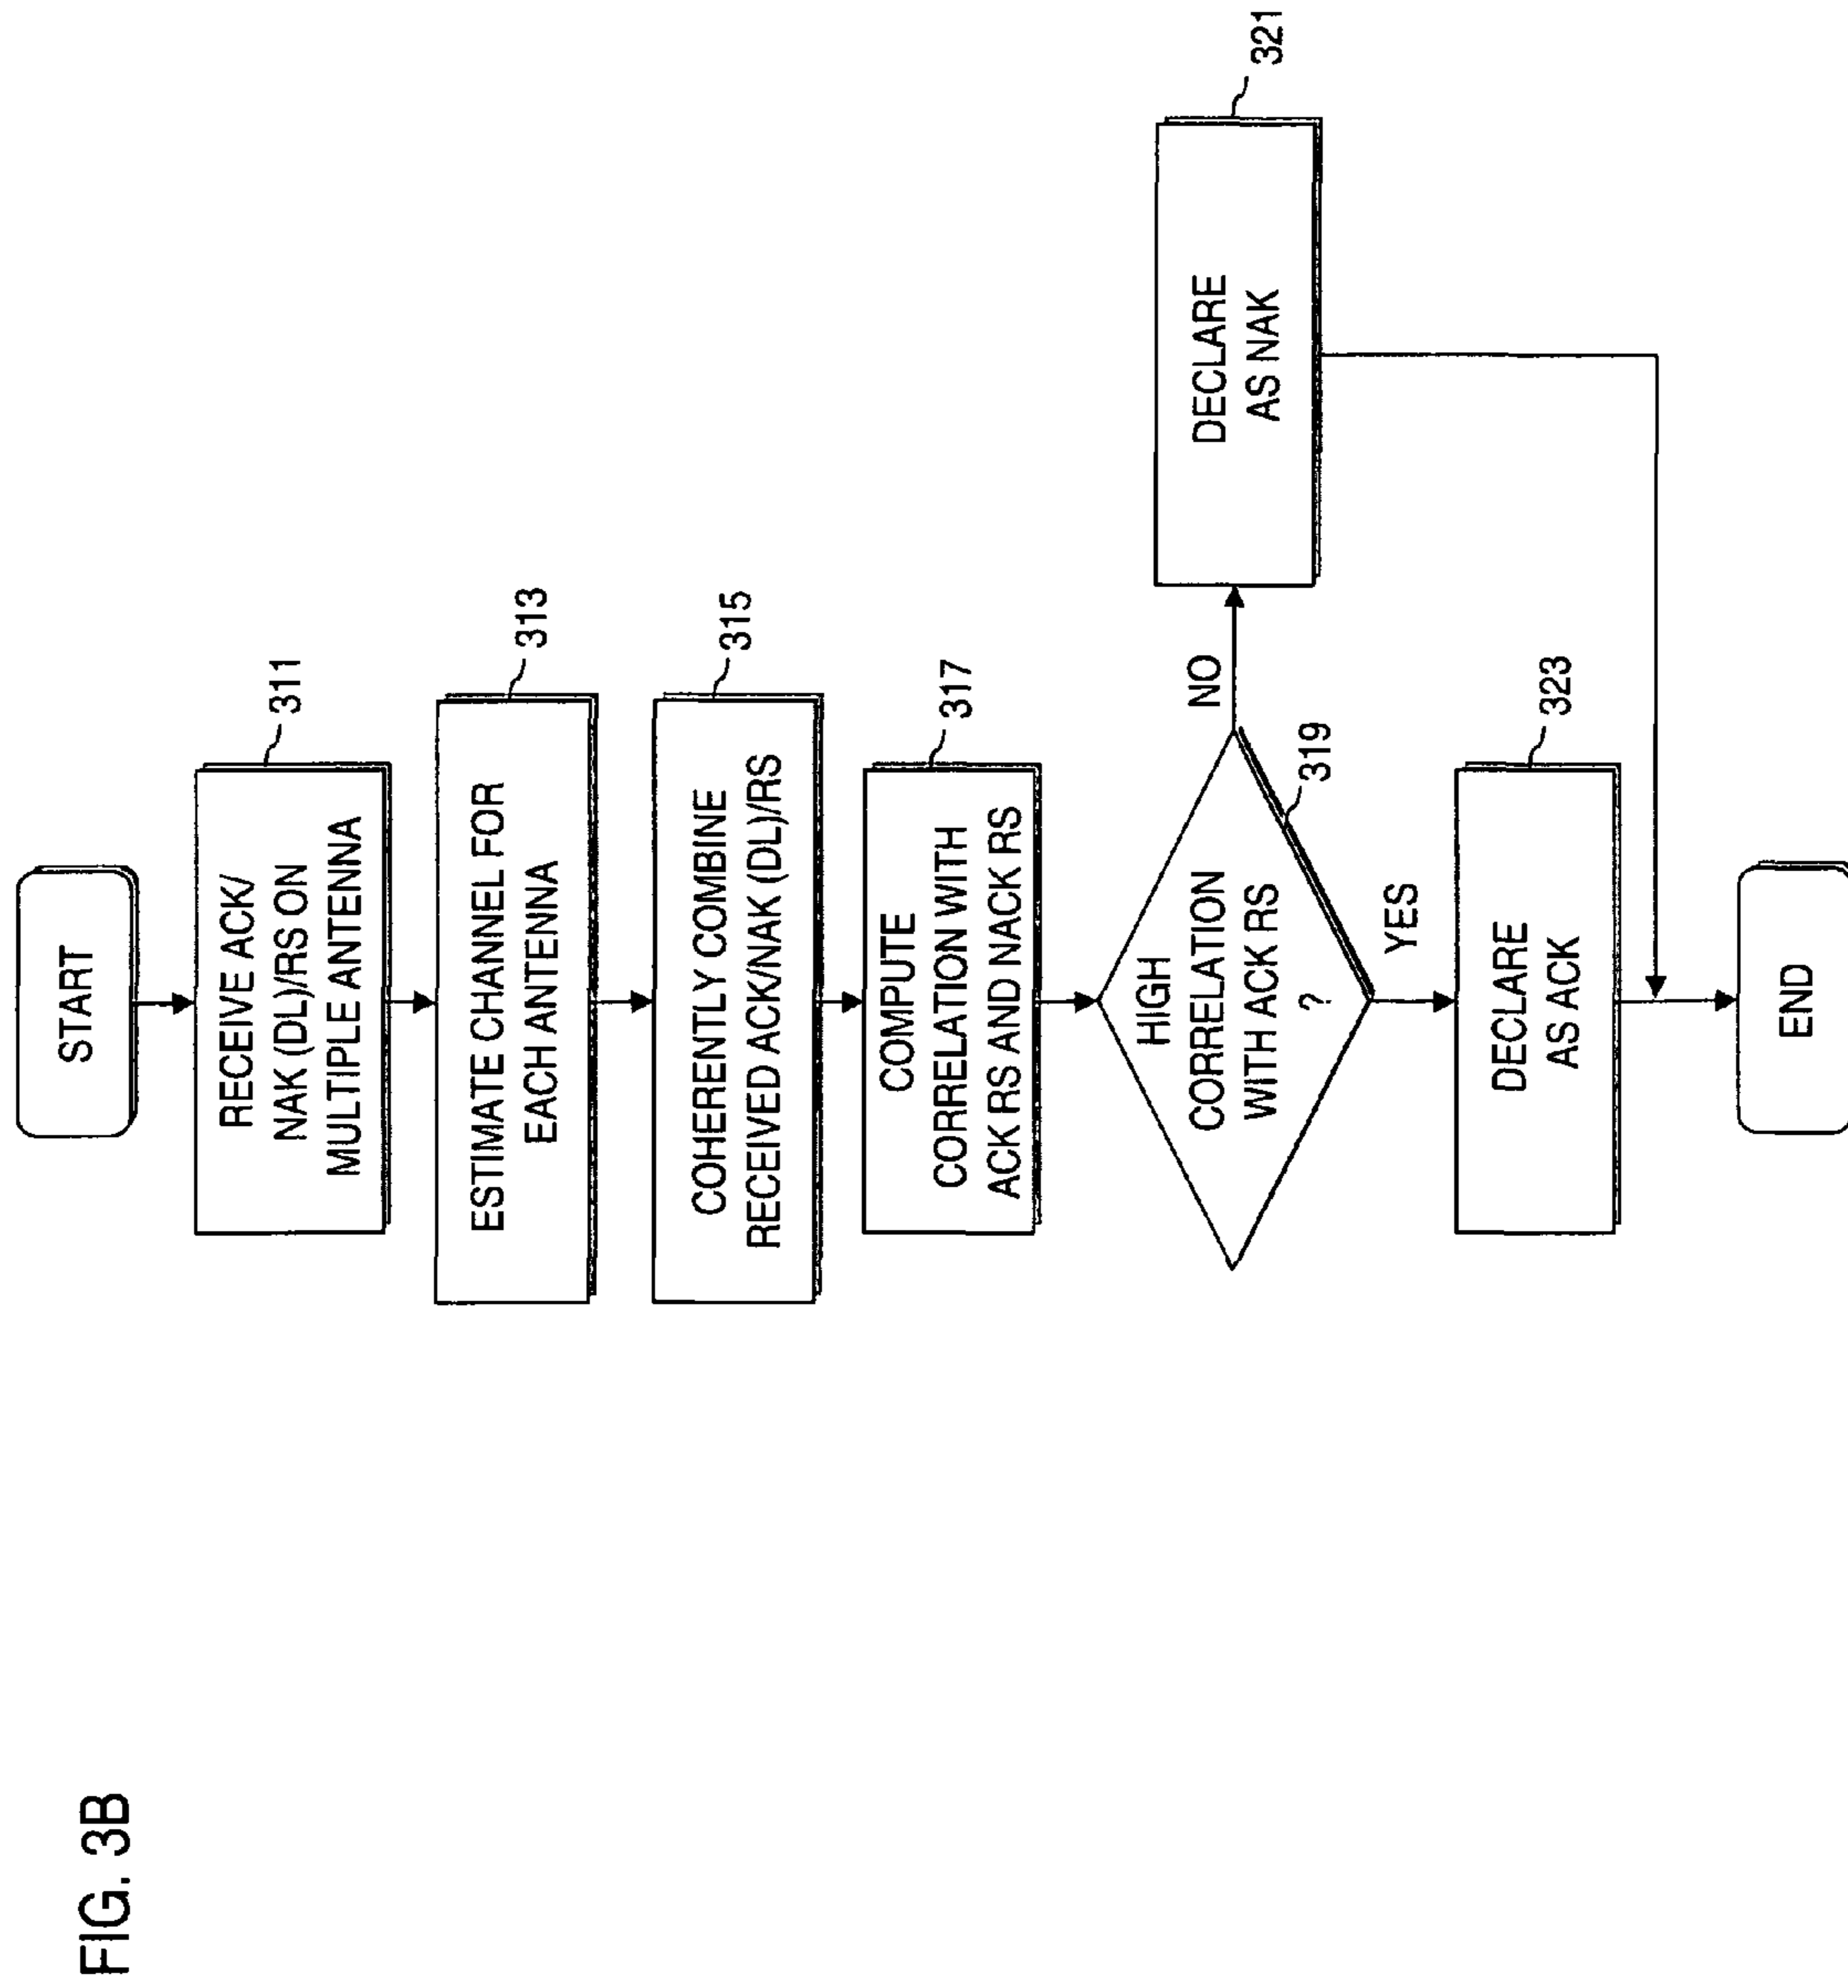 FIG. 3B
START
RECEIVE ACK/
NAK (DL)/RS ON
MULTIPLE ANTENNA
311
ESTIMATE CHANNEL FOR
EACH ANTENNA
313
COHERENTLY COMBINE
RECEIVED ACK/NAK (DL)/RS
315
COMPUTE
CORRELATION WITH
ACK RS AND NACK RS
317
HIGH
CORRELATION
WITH ACK RS
?
319
NO
DECLARE
AS NAK
321
YES
DECLARE
AS ACK
323
END